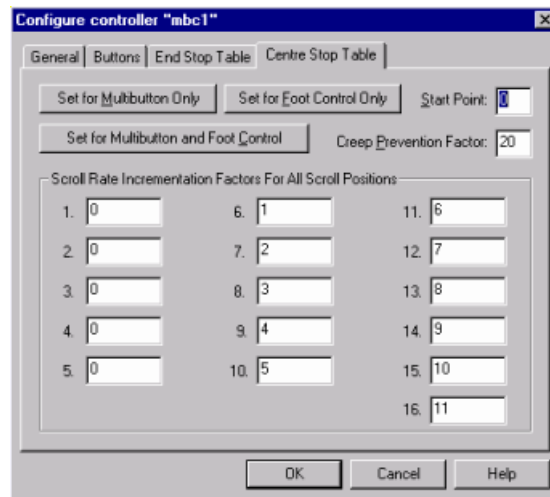 Configure controller "mbc1"
General Buttons End Stop Table Centre Stop Table
Set for Multibutton Only Set for Foot Control Only Start Point: 0
Set for Multibutton and Foot Control Creep Prevention Factor: 20
Scroll Rate Incrementation Factors For All Scroll Positions
1. 0 6. 1 11. 6
2. 0 7. 2 12. 7
3. 0 8. 3 13. 8
4. 0 9. 4 14. 9
5. 0 10. 5 15. 10
16. 11
OK Cancel Help